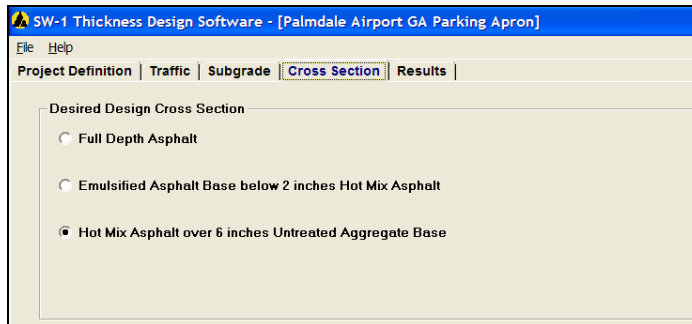 SW-1 Thickness Design Software - [Palmdale Airport GA Parking Apron]
File Help
Project Definition | Traffic | Subgrade | Cross Section | Results |
Desired Design Cross Section
Full Depth Asphalt
Emulsified Asphalt Base below 2 inches Hot Mix Asphalt
Hot Mix Asphalt over 6 inches Untreated Aggregate Base